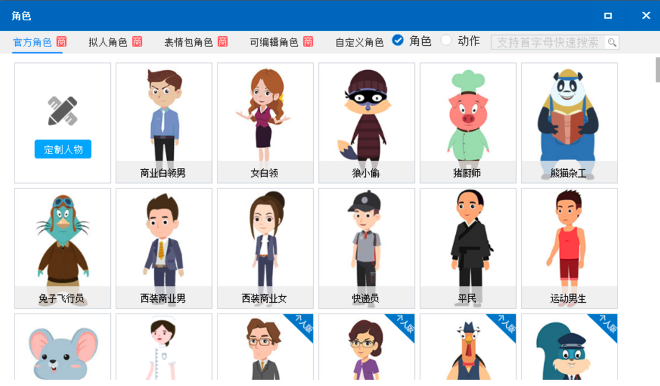 角色
官方角色 商 拟人角色 商 表情包角色 商 可编辑角色 商 自定义角色 角色 动作 支持首字母快速搜索
定制人物
商业白领男 女白领 狼小偷 猪厨师 熊猫杂工
兔子飞行员 西装商业男 西装商业女 快递员 平民 运动男生
个人版 个人版 个人版 个人版